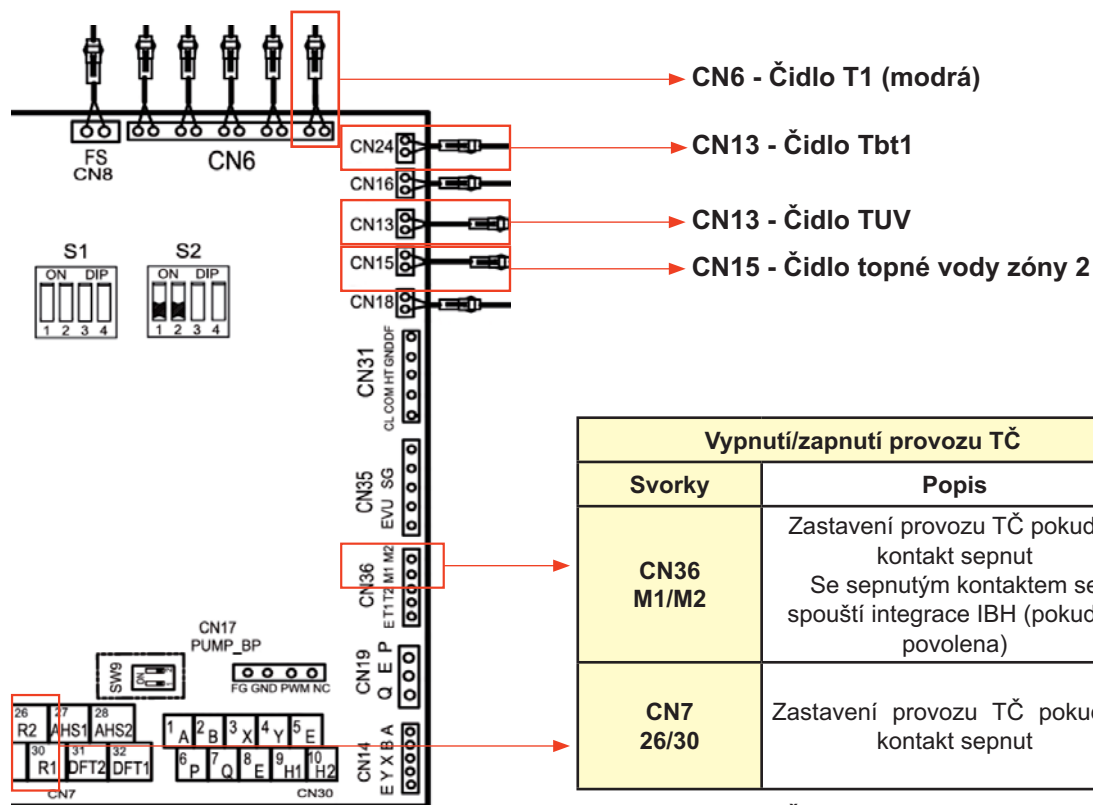 CN6 - Čidlo T1 (modrá)
FS
CN8
CN6
CN24
CN13 - Čidlo Tbt1
CN16
CN13
CN13 - Čidlo TUV
CN15
CN15 - Čidlo topné vody zóny 2
CN18
S1
S2
ON DIP
ON DIP
1 2 3 4
1 2 3 4
CN31
CL COM HT GND DF
CN35
EVU SG
CN36
E T1 T2 M1 M2
CN19
Q E P
CN14
E Y X B A
Vypnutí/zapnutí provozu TČ
Svorky
Popis
CN36
M1/M2
Zastavení provozu TČ pokud
kontakt sepnut
Se sepnutým kontaktem se
spouští integrace IBH (pokud
povolena)
CN7
26/30
Zastavení provozu TČ poku
kontakt sepnut
CN17
PUMP_BP
SW9
ON
FG GND PWM NC
26 R2 27 AHS1 28 AHS2
30 R1 31 DFT2 32 DFT1
CN7
1 A 2 B 3 X 4 Y 5 E
6 P 7 Q 8 E 9 H1 10 H2
CN30